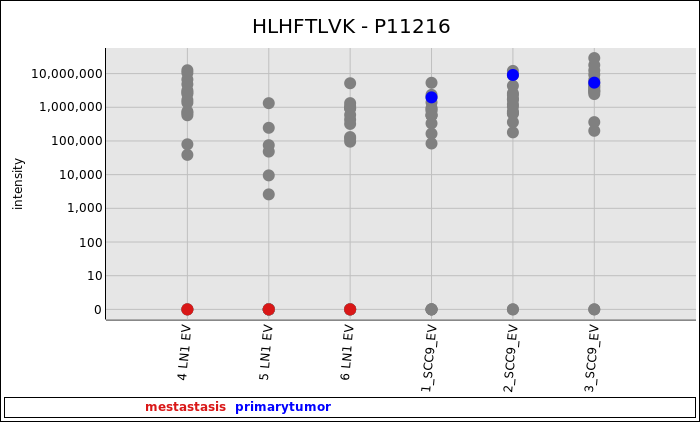 HLHFTLVK - P11216
10,000,000
1,000,000
100,000
10,000
1,000
100
10
0
intensity
4 LN1 EV
5 LN1 EV
6 LN1 EV
1_SCC9_EV
2_SCC9_EV
3_SCC9_EV
mestastasis primarytumor